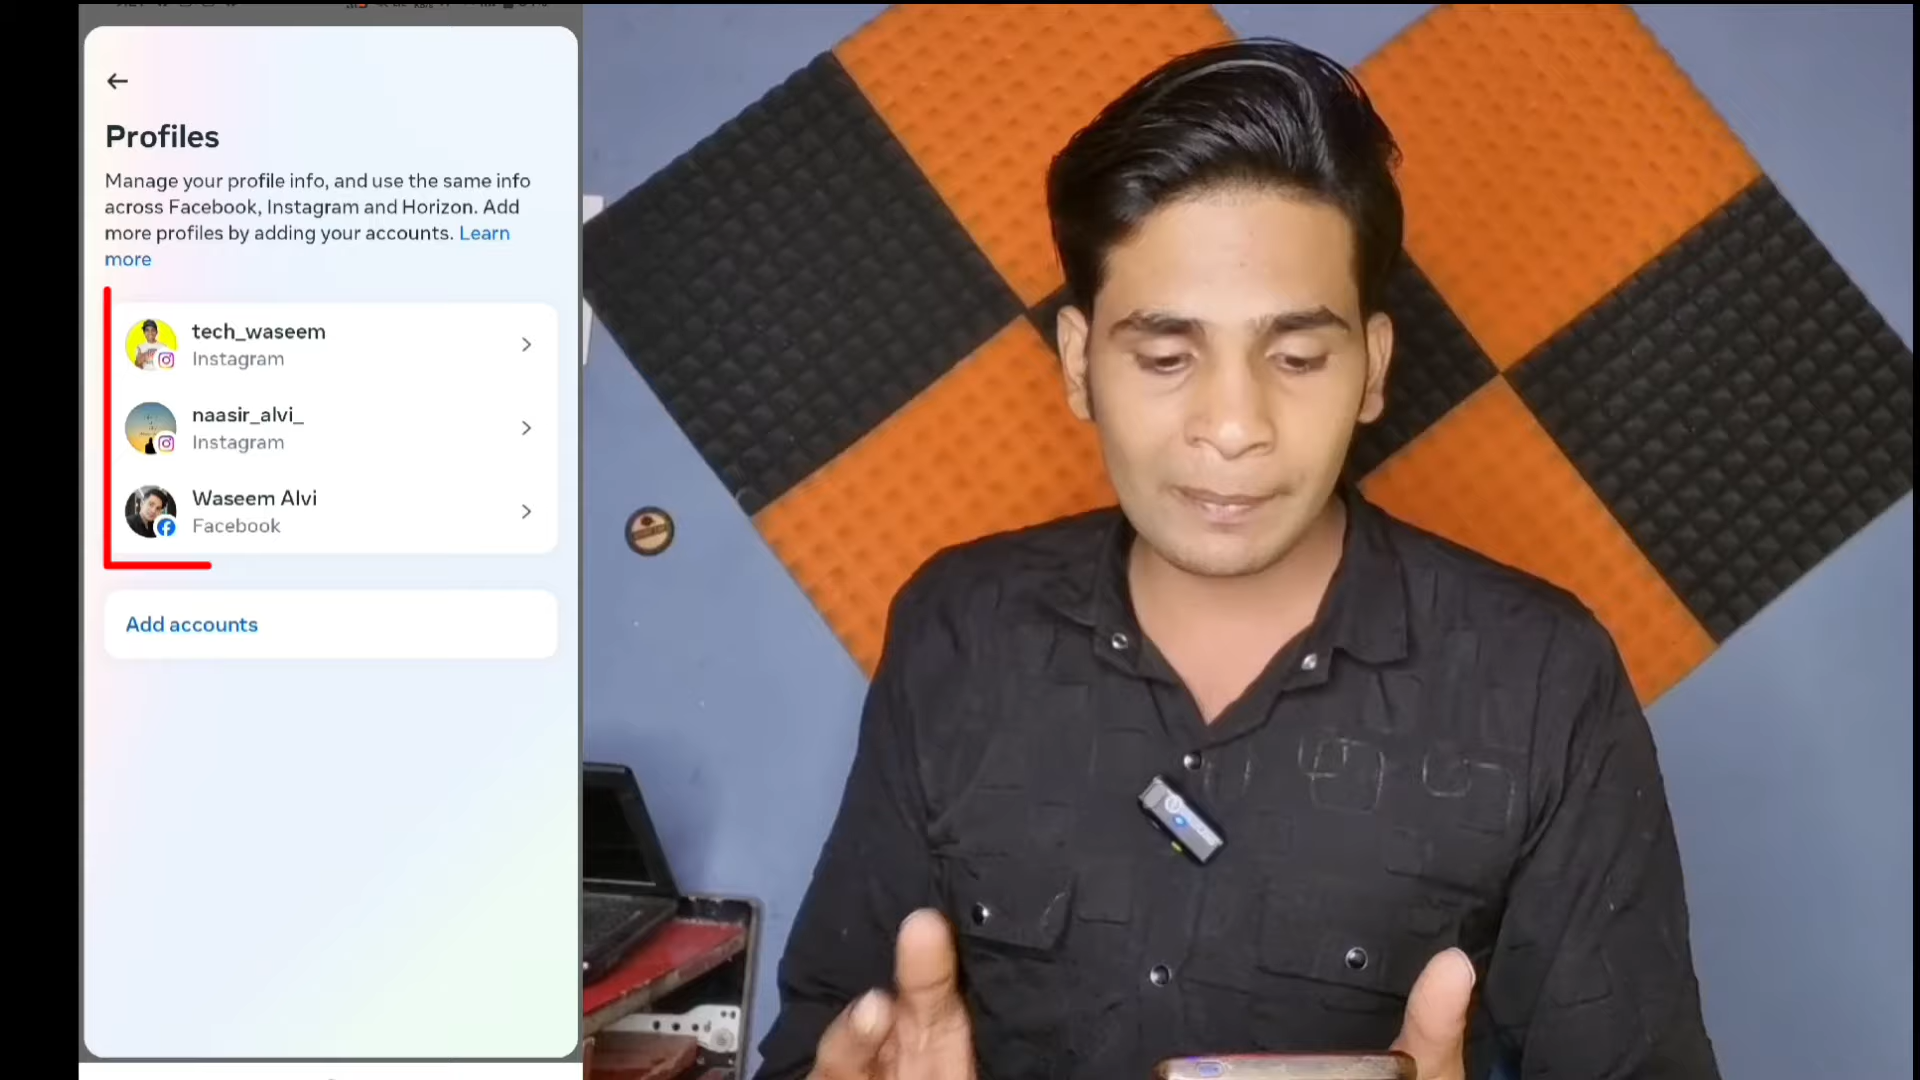 Profiles
Manage your profile info, and use the same info
across Facebook, Instagram and Horizon. Add
more profiles by adding your accounts. Learn
more
tech_waseem
Instagram
naasir_alvi_
Instagram
Waseem Alvi
Facebook
Add accounts